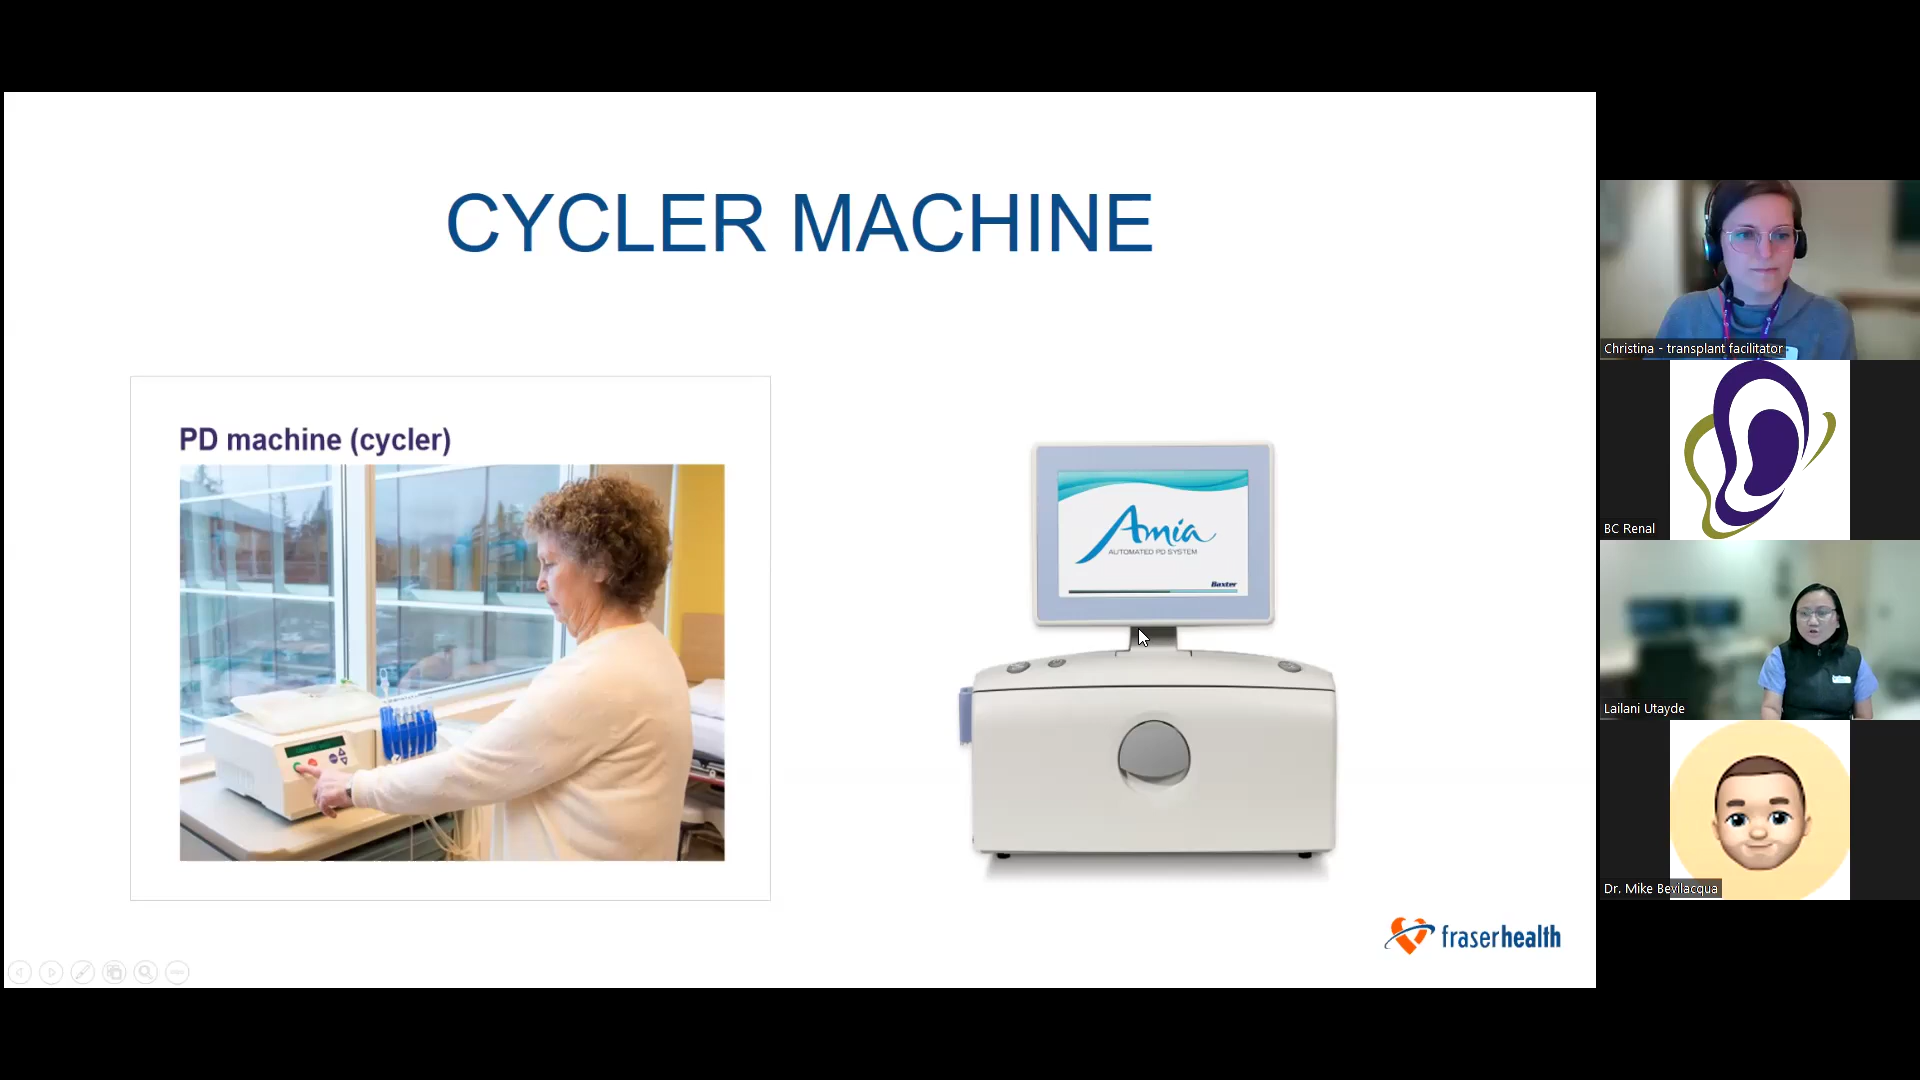 CYCLER MACHINE
PD machine (cycler)
Amia
AUTOMATED PD SYSTEM
Baxter
fraserhealth
Christina - transplant facilitator
BC Renal
Lailani Utayde
Dr. Mike Bevilacqua